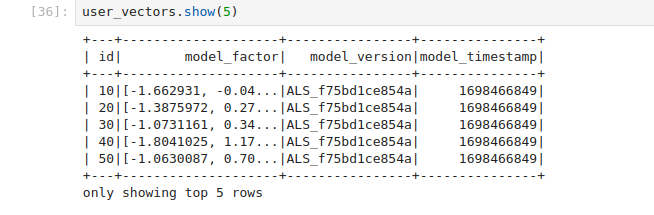 [36]: user_vectors.show(5)
+---+--------------------+----------------+---------------+
| id|        model_factor|   model_version|model_timestamp|
+---+--------------------+----------------+---------------+
| 10|[-1.662931, -0.04...|ALS_f75bd1ce854a|     1698466849|
| 20|[-1.3875972, 0.27...|ALS_f75bd1ce854a|     1698466849|
| 30|[-1.0731161, 0.34...|ALS_f75bd1ce854a|     1698466849|
| 40|[-1.8041025, 1.17...|ALS_f75bd1ce854a|     1698466849|
| 50|[-1.0630087, 0.70...|ALS_f75bd1ce854a|     1698466849|
+---+--------------------+----------------+---------------+
only showing top 5 rows